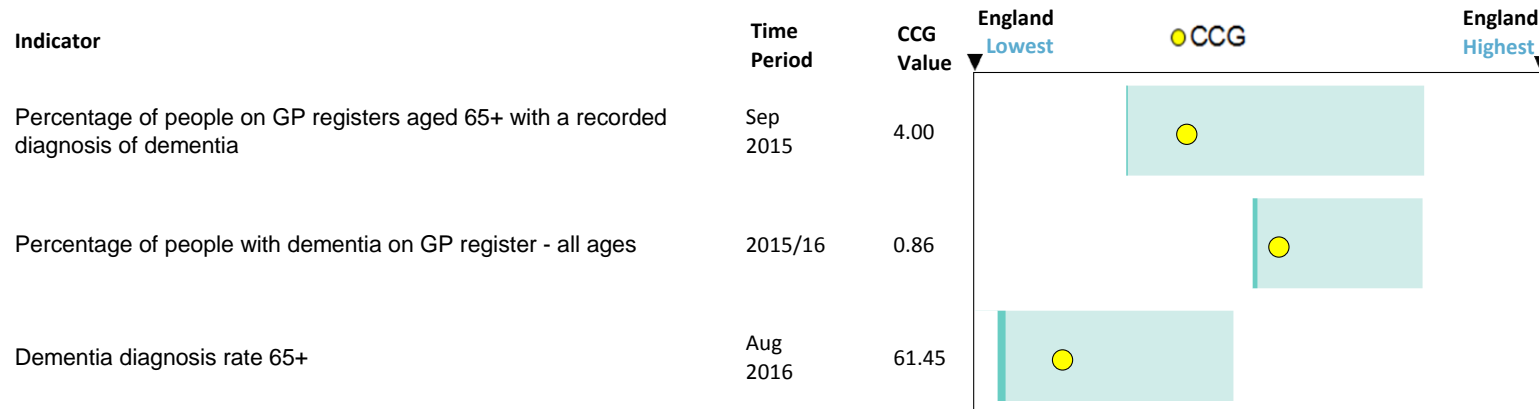 Indicator
Time Period
CCG Value
England Lowest
CCG
England Highest
Percentage of people on GP registers aged 65+ with a recorded
diagnosis of dementia
Sep
2015
4.00
Percentage of people with dementia on GP register - all ages
2015/16
0.86
Dementia diagnosis rate 65+
Aug
2016
61.45